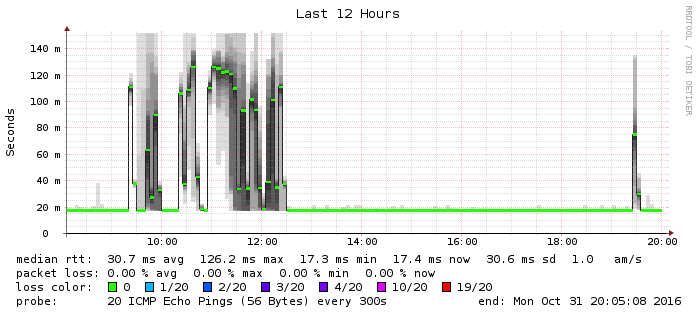 Last 12 Hours
RRDTOOL / TOBI OETIKER
Seconds
140 m
120 m
100 m
80 m
60 m
40 m
20 m
0
10:00 12:00 14:00 16:00 18:00 20:00
median rtt: 30.7 ms avg 126.2 ms max 17.3 ms min 17.4 ms now 30.6 ms sd 1.0 am/s
packet loss: 0.00 % avg 0.00 % max 0.00 % min 0.00 % now
loss color: 0 1/20 2/20 3/20 4/20 10/20 19/20
probe: 20 ICMP Echo Pings (56 Bytes) every 300s end: Mon Oct 31 20:05:08 2016